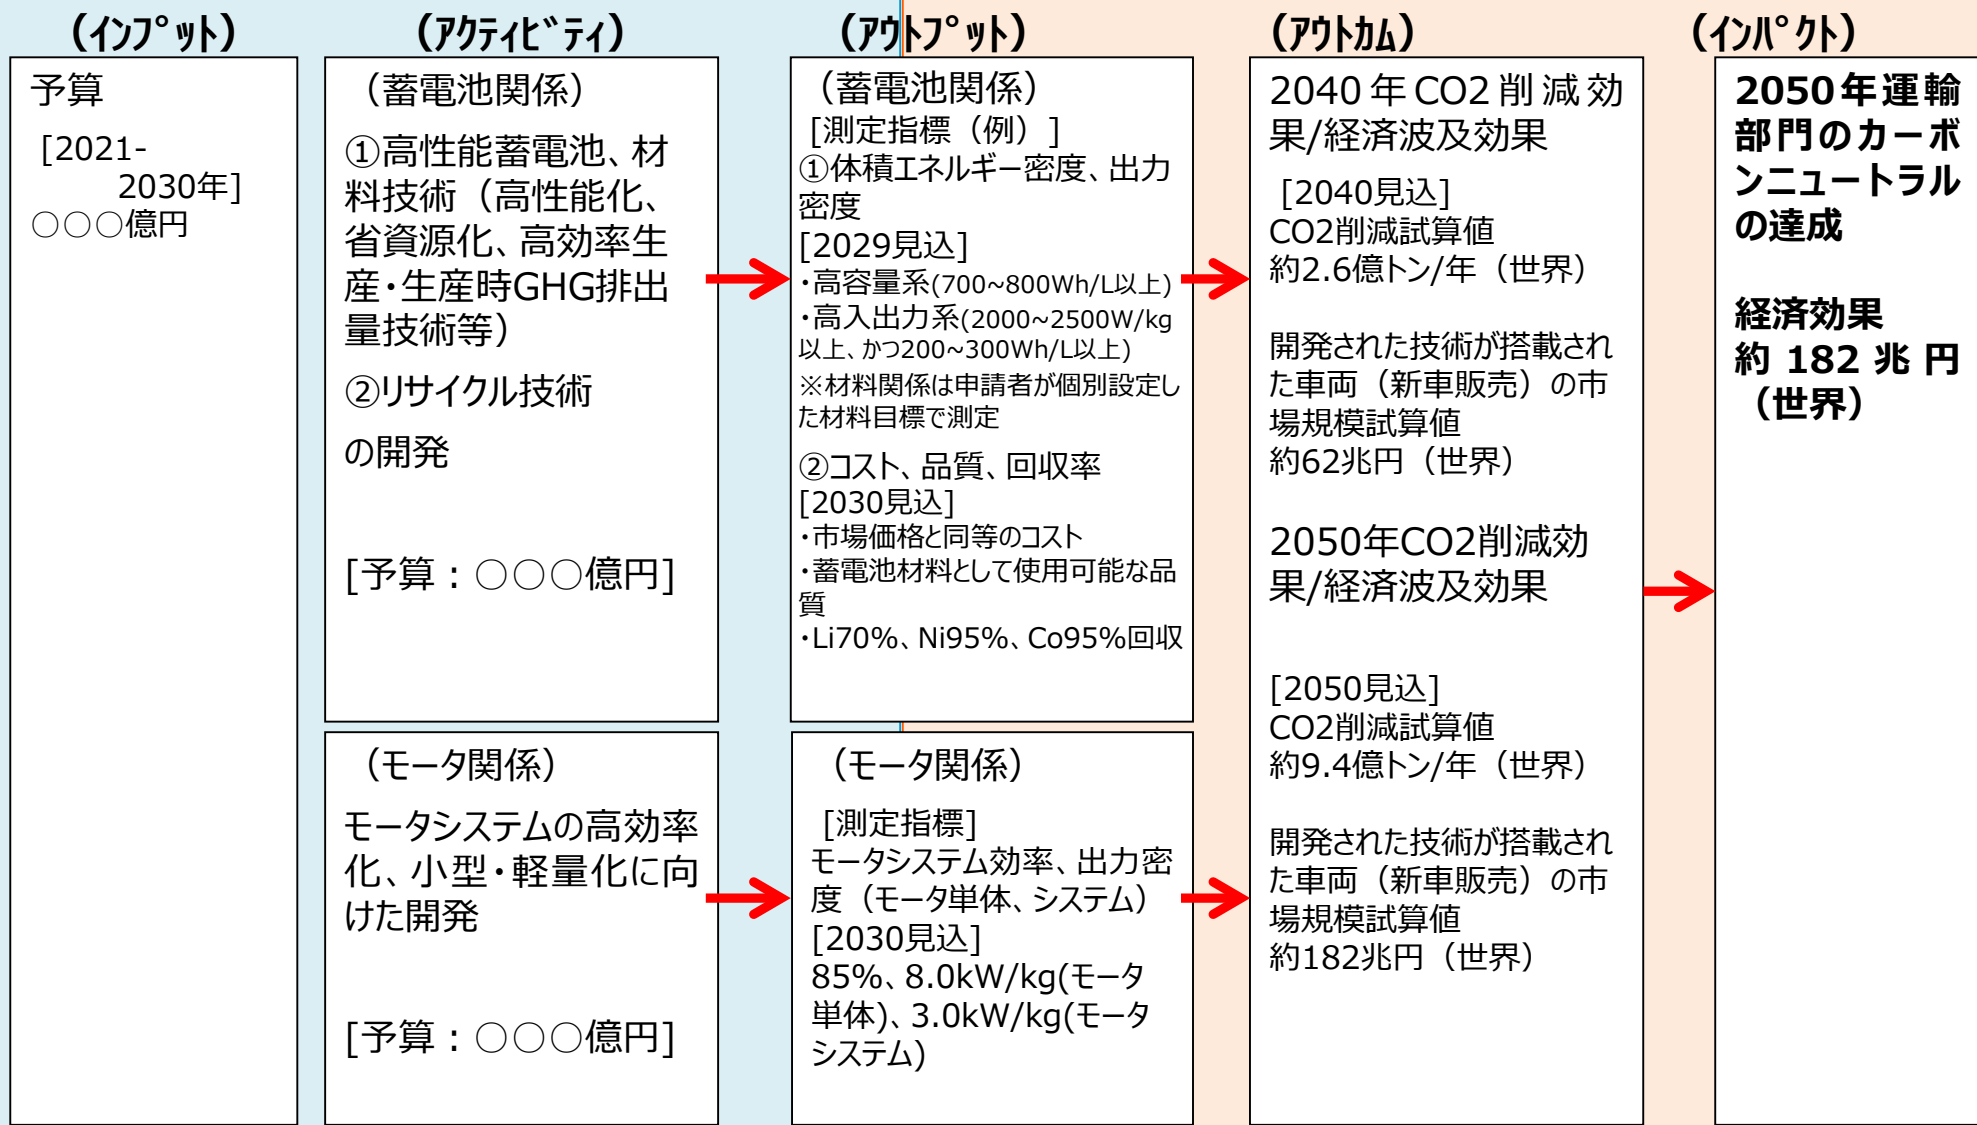 （ｲﾝﾌﾟｯﾄ）
（ｱｸﾃｨﾋﾞﾃｨ）
（ｱｳﾄﾌﾟｯﾄ）
（ｱｳﾄｶﾑ）
（ｲﾝﾊﾟｸﾄ）
予算
[2021-
2030年]
○○○億円
（蓄電池関係）
①高性能蓄電池、材
料技術（高性能化、
省資源化、高効率生
産・生産時GHG排出
量技術等）
②リサイクル技術
の開発
[予算：○○○億円]
（モータ関係）
モータシステムの高効率
化、小型・軽量化に向
けた開発
[予算：○○○億円]
（蓄電池関係）
[測定指標（例）]
①体積エネルギー密度、出力
密度
[2029見込]
・高容量系(700~800Wh/L以上)
・高入出力系(2000~2500W/kg
以上、かつ200~300Wh/L以上)
※材料関係は申請者が個別設定し
た材料目標で測定
②コスト、品質、回収率
[2030見込]
・市場価格と同等のコスト
・蓄電池材料として使用可能な品
質
・Li70%、Ni95%、Co95%回収
（モータ関係）
[測定指標]
モータシステム効率、出力密
度（モータ単体、システム）
[2030見込]
85%、8.0kW/kg(モータ
単体)、3.0kW/kg(モータ
システム)
2040年CO2削減効
果/経済波及効果
[2040見込]
CO2削減試算値
約2.6億トン/年（世界）
開発された技術が搭載され
た車両（新車販売）の市
場規模試算値
約62兆円（世界）
2050年CO2削減効
果/経済波及効果
[2050見込]
CO2削減試算値
約9.4億トン/年（世界）
開発された技術が搭載され
た車両（新車販売）の市
場規模試算値
約182兆円（世界）
2050年運輸
部門のカーボ
ンニュートラル
の達成
経済効果
約182兆円
（世界）